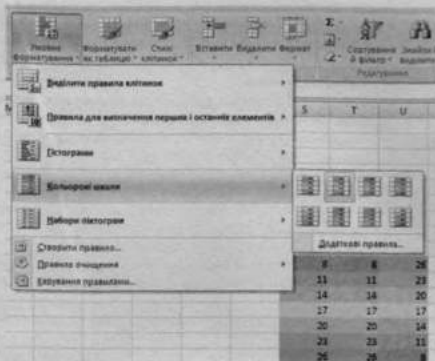 Умовне форматування
Форматувати як таблицю
Стилі клітинок
Вставити Видалити Формат
Сортування й фільтр
Знайти й виділити
Редагування
Виділити правила клітинок
Правила для визначення перших і останніх елементів
Гістограми
Кольорові шкали
Набори піктограм
Створити правило...
Правила очищення
Керування правилами...
Додаткові правила...
S T U
8 8 26
11 11 23
14 14 20
17 17 17
20 20 14
23 23 11
26 26 8